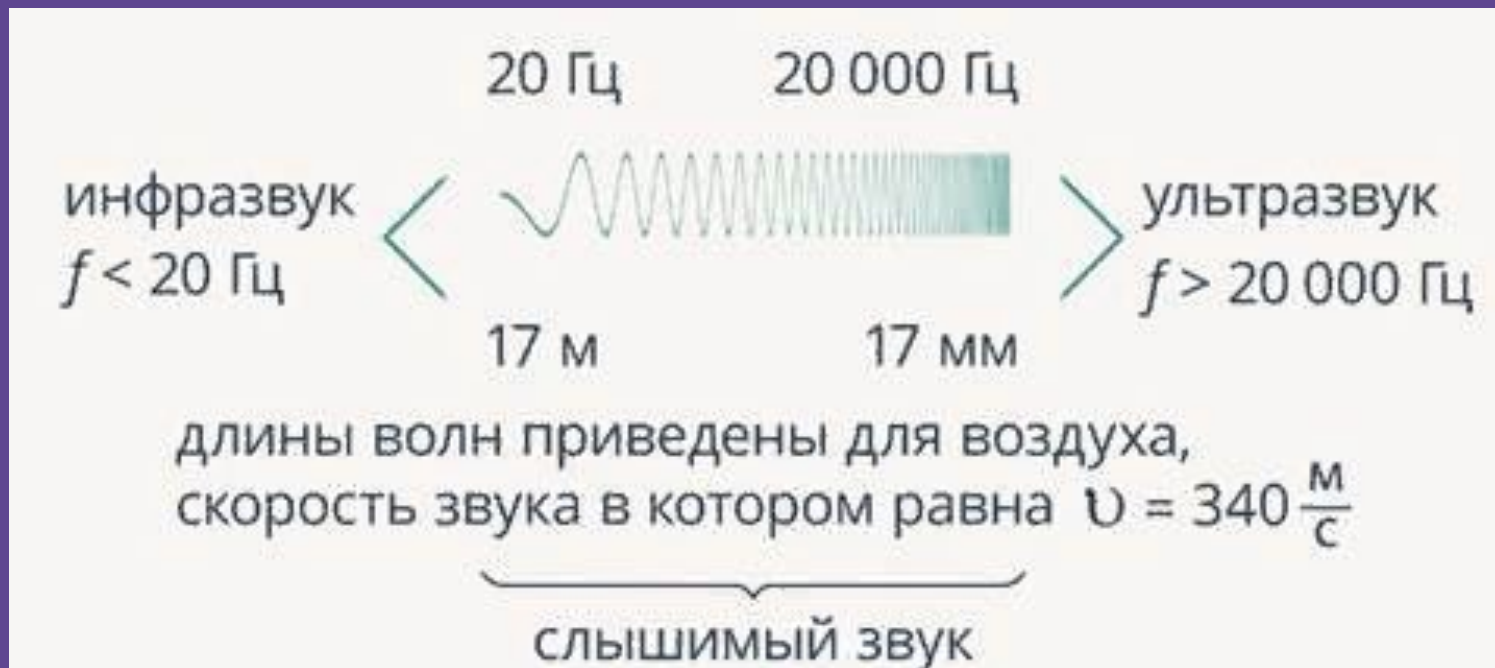 20 Гц 20 000 Гц
инфразвук
f < 20 Гц
ультразвук
f > 20 000 Гц
17 м 17 мм
длины волн приведены для воздуха,
скорость звука в котором равна υ = 340 м/с
слышимый звук